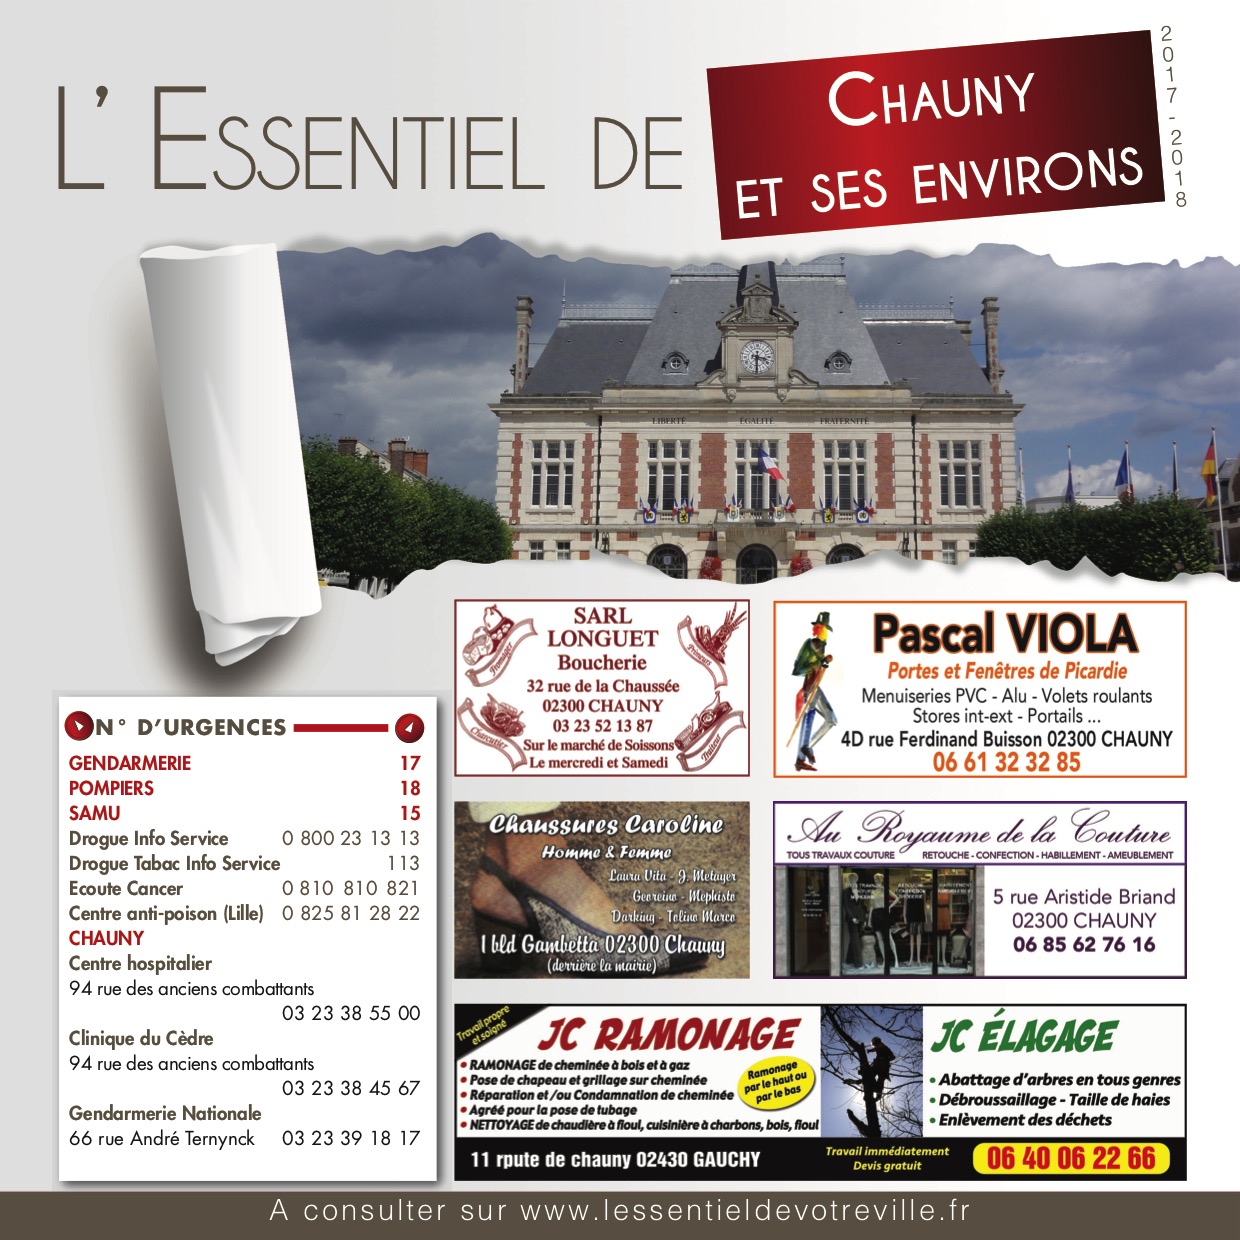 L' ESSENTIEL DE
CHAUNY
ET SES ENVIRONS
2017-2018
LIBERTÉ ÉGALITÉ FRATERNITÉ
N° D'URGENCES
GENDARMERIE 17
POMPIERS 18
SAMU 15
Drogue Info Service 0 800 23 13 13
Drogue Tabac Info Service 113
Ecoute Cancer 0 810 810 821
Centre anti-poison (Lille) 0 825 81 28 22
CHAUNY
Centre hospitalier
94 rue des anciens combattants
03 23 38 55 00
Clinique du Cèdre
94 rue des anciens combattants
03 23 38 45 67
Gendarmerie Nationale
66 rue André Ternynck 03 23 39 18 17
SARL
LONGUET
Boucherie
32 rue de la Chaussée
02300 CHAUNY
03 23 52 13 87
Sur le marché de Soissons
Le mercredi et Samedi
Fromager
Primeurs
Charcutier
Traiteur
Pascal VIOLA
Portes et Fenêtres de Picardie
Menuiseries PVC - Alu - Volets roulants
Stores int-ext - Portails ...
4D rue Ferdinand Buisson 02300 CHAUNY
06 61 32 32 85
Chaussures Caroline
Homme & Femme
Laura Vita - J. Metayer
Georeino - Mephisto
Darking - Tolino Marco
1 bld Gambetta 02300 Chauny
(derrière la mairie)
Au Royaume de la Couture
TOUS TRAVAUX COUTURE RETOUCHE - CONFECTION - HABILLEMENT - AMEUBLEMENT
5 rue Aristide Briand
02300 CHAUNY
06 85 62 76 16
Travail propre
et soigné
JC RAMONAGE
• RAMONAGE de cheminée à bois et à gaz
• Pose de chapeau et grillage sur cheminée
• Réparation et /ou Condamnation de cheminée
• Agréé pour la pose de tubage
• NETTOYAGE de chaudière à fioul, cuisinière à charbons, bois, fioul
Ramonage
par le haut ou
par le bas
JC ÉLAGAGE
• Abattage d'arbres en tous genres
• Débroussaillage - Taille de haies
• Enlèvement des déchets
11 rpute de chauny 02430 GAUCHY
Travail immédiatement
Devis gratuit
06 40 06 22 66
A consulter sur www.lessentieldevotreville.fr